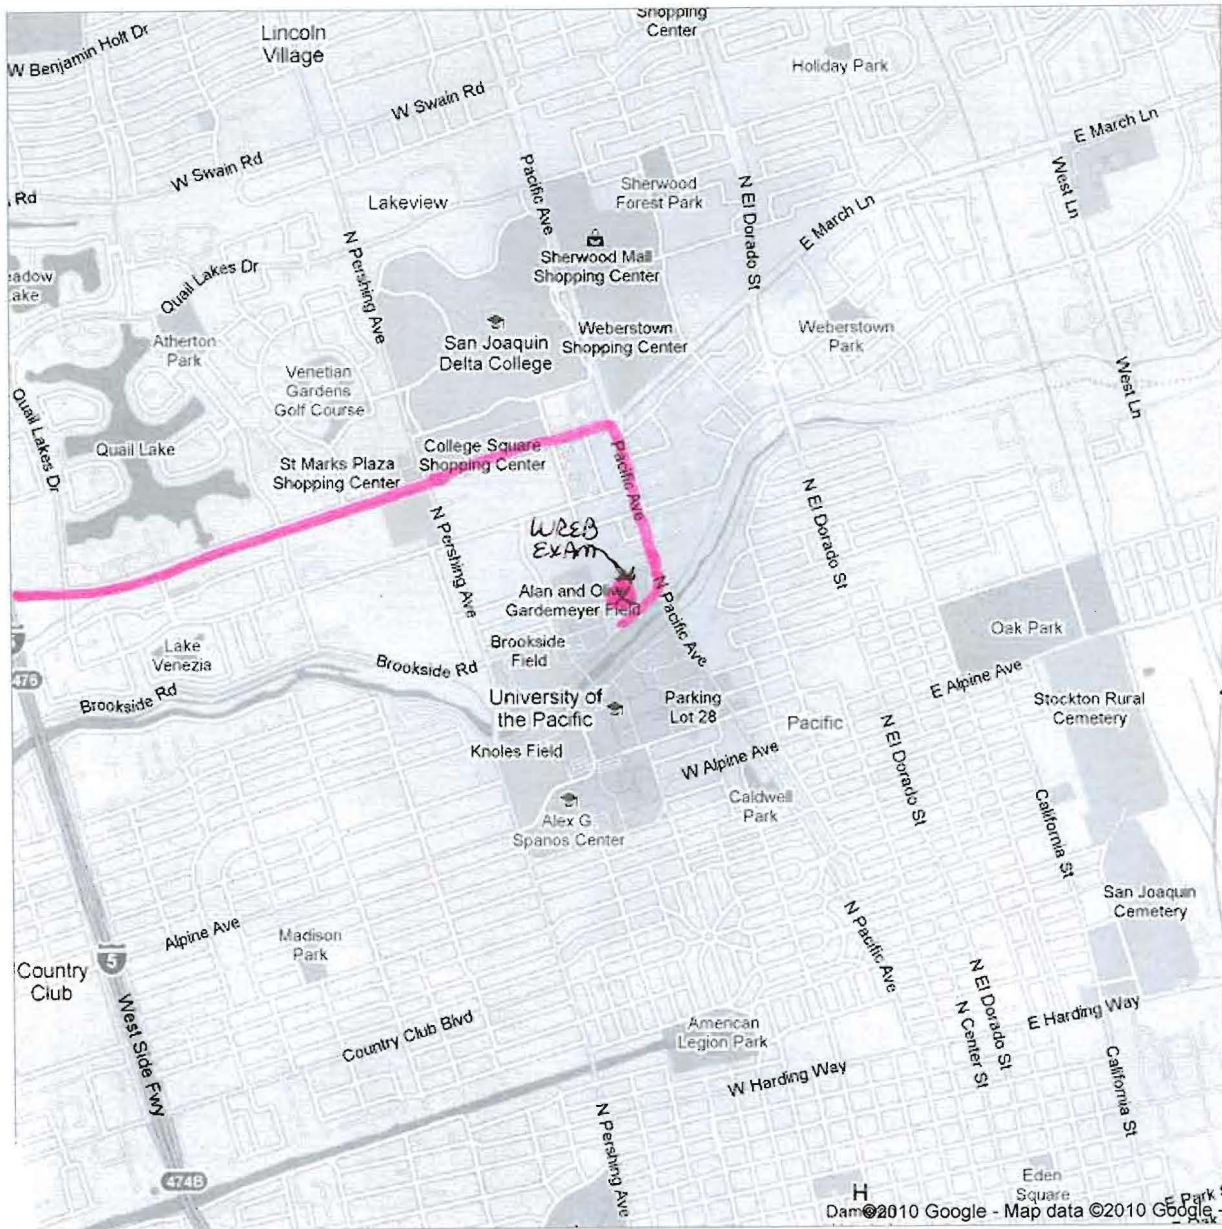 Shopping
Center
Lincoln
Village
W Benjamin Holt Dr
Holiday Park
W Swain Rd
E March Ln
W Swain Rd
Pacific Ave
Sherwood
Forest Park
N El Dorado St
West Ln
Rd
Lakeview
E March Ln
N Pershing Ave
Sherwood Mall
Shopping Center
Quail Lakes Dr
Atherton
Park
San Joaquin
Delta College
Weberstown
Shopping Center
Weberstown
Park
Venetian
Gardens
Golf Course
West Ln
Quail Lakes Dr
Quail Lake
St Marks Plaza
Shopping Center
College Square
Shopping Center
Pacific Ave
N El Dorado St
N Pershing Ave
WREB
EXAM
Alan and
Gardemeyer Field
N Pacific Ave
Oak Park
Lake
Venezia
Brookside
Field
Brookside Rd
E Alpine Ave
476
Brookside Rd
University of
the Pacific
Parking
Lot 28
Pacific
Stockton Rural
Cemetery
N El Dorado St
Knoles Field
W Alpine Ave
Caldwell
Park
Alex G
Spanos Center
California St
San Joaquin
Cemetery
Alpine Ave
Madison
Park
N Pacific Ave
5
Country
Club
West Side Fwy
N El Dorado St
N Center St
E Harding Way
Country Club Blvd
American
Legion Park
W Harding Way
California St
N Pershing Ave
474B
Eden
Square
H
E Park
©2010 Google - Map data ©2010 Google -